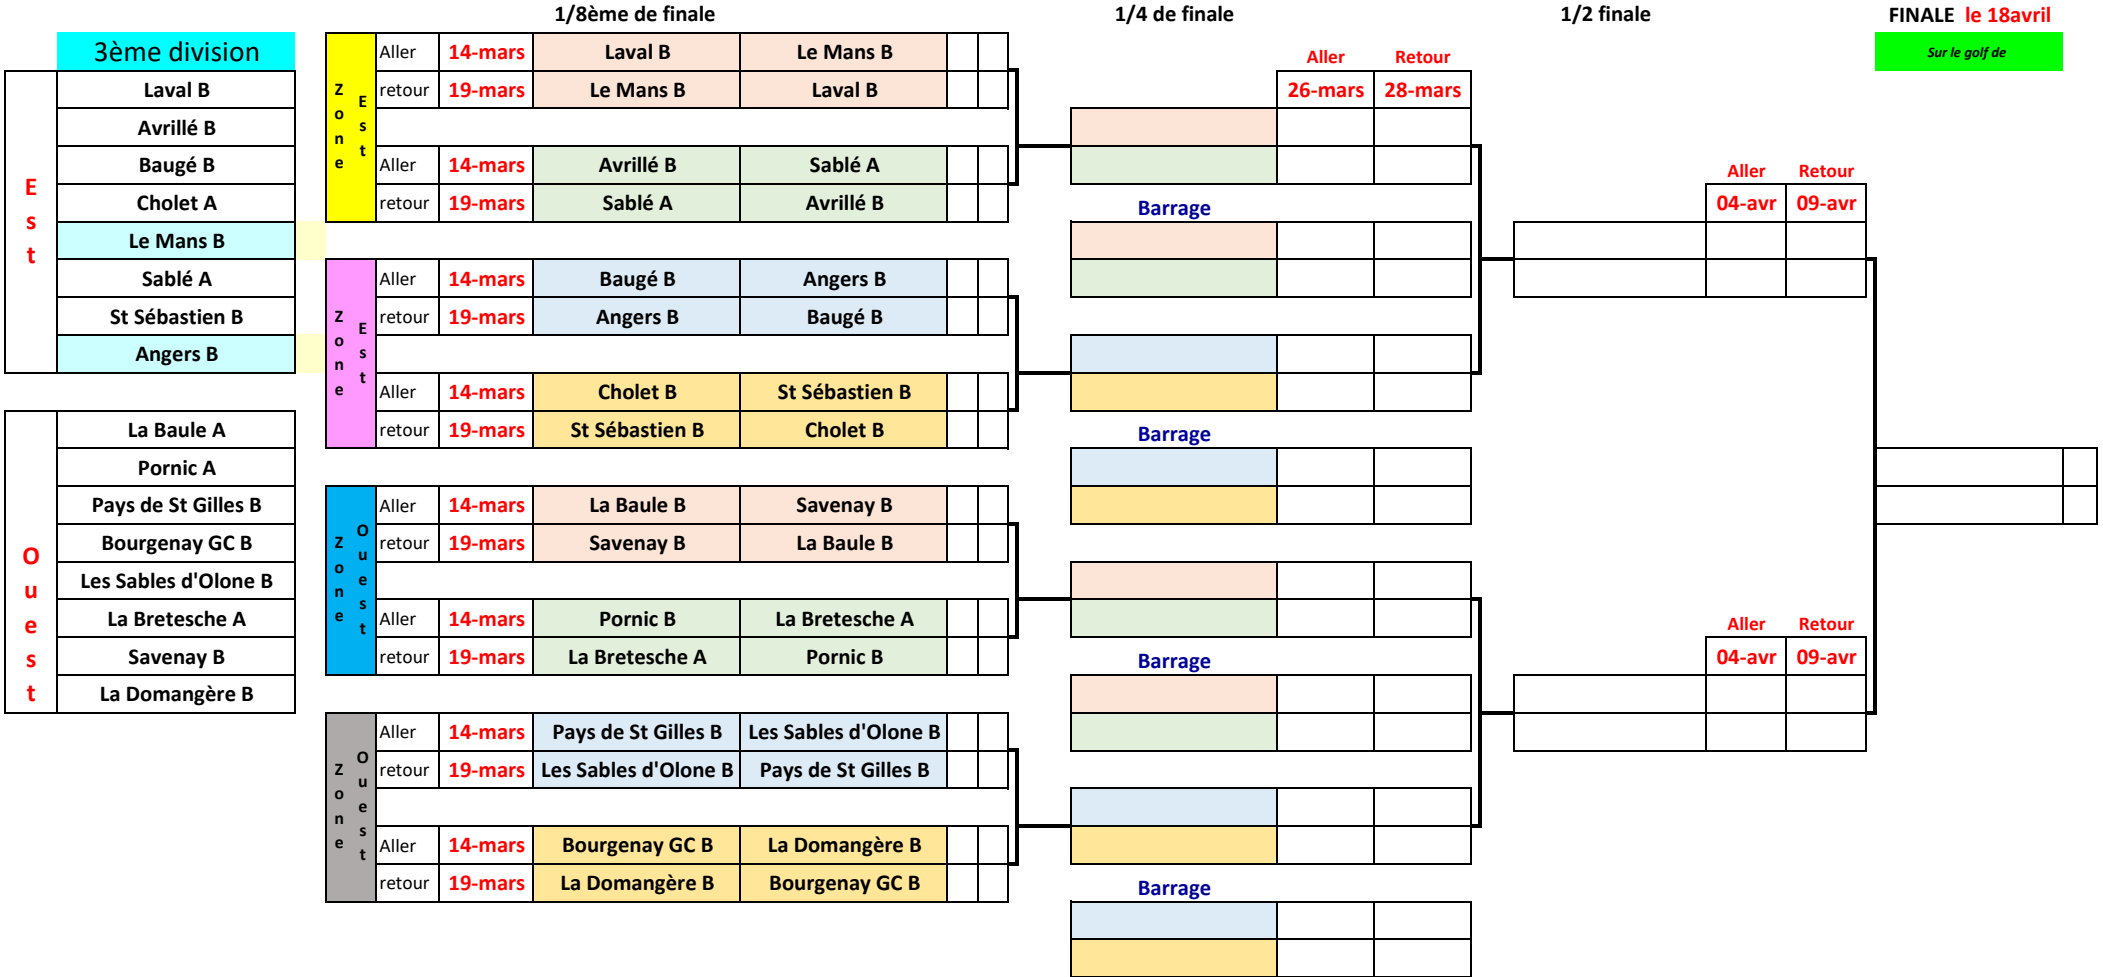 1/8ème de finale 1/4 de finale 1/2 finale FINALE le 18avril
Sur le golf de
3ème division
Est
Laval B
Avrillé B
Baugé B
Cholet A
Le Mans B
Sablé A
St Sébastien B
Angers B
Ouest
La Baule A
Pornic A
Pays de St Gilles B
Bourgenay GC B
Les Sables d'Olone B
La Bretesche A
Savenay B
La Domangère B
Zone Est
Aller 14-mars Laval B Le Mans B
retour 19-mars Le Mans B Laval B
Aller 14-mars Avrillé B Sablé A
retour 19-mars Sablé A Avrillé B
Zone Est
Aller 14-mars Baugé B Angers B
retour 19-mars Angers B Baugé B
Aller 14-mars Cholet B St Sébastien B
retour 19-mars St Sébastien B Cholet B
Zone Ouest
Aller 14-mars La Baule B Savenay B
retour 19-mars Savenay B La Baule B
Aller 14-mars Pornic B La Bretesche A
retour 19-mars La Bretesche A Pornic B
Zone Ouest
Aller 14-mars Pays de St Gilles B Les Sables d'Olone B
retour 19-mars Les Sables d'Olone B Pays de St Gilles B
Aller 14-mars Bourgenay GC B La Domangère B
retour 19-mars La Domangère B Bourgenay GC B
Aller Retour
26-mars 28-mars
Barrage
Barrage
Barrage
Barrage
Aller Retour
04-avr 09-avr
Aller Retour
04-avr 09-avr